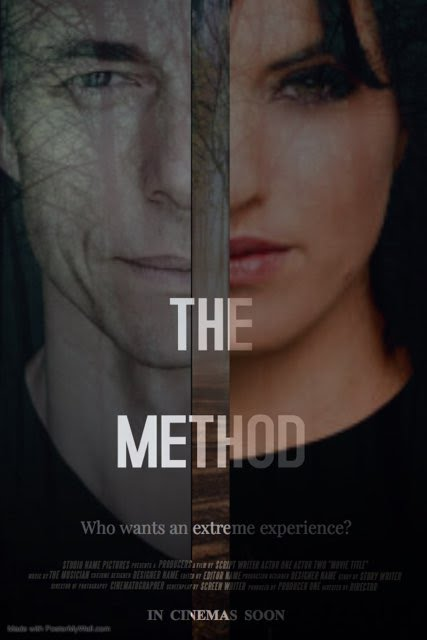 THE
METHOD
Who wants an extreme experience?
STUDIO NAME PICTURES PRESENTS A PRODUCERS A FILM BY SCRIPT WRITER ACTOR ONE ACTOR TWO "MOVIE TITLE"
MUSIC BY THE MUSICIAN COSTUME DESIGNER DESIGNED NAME EDITED BY EDITOR NAME PRODUCTION DESIGNER DESIGNED NAME STORY BY STORY WRITER
DIRECTOR OF PHOTOGRAPHY CINEMATOGRAPHER SCREENPLAY BY SCREEN WRITER PRODUCED BY PRODUCER ONE DIRECTED BY DIRECTOR
IN CINEMAS SOON
Made with PosterMyWall.com